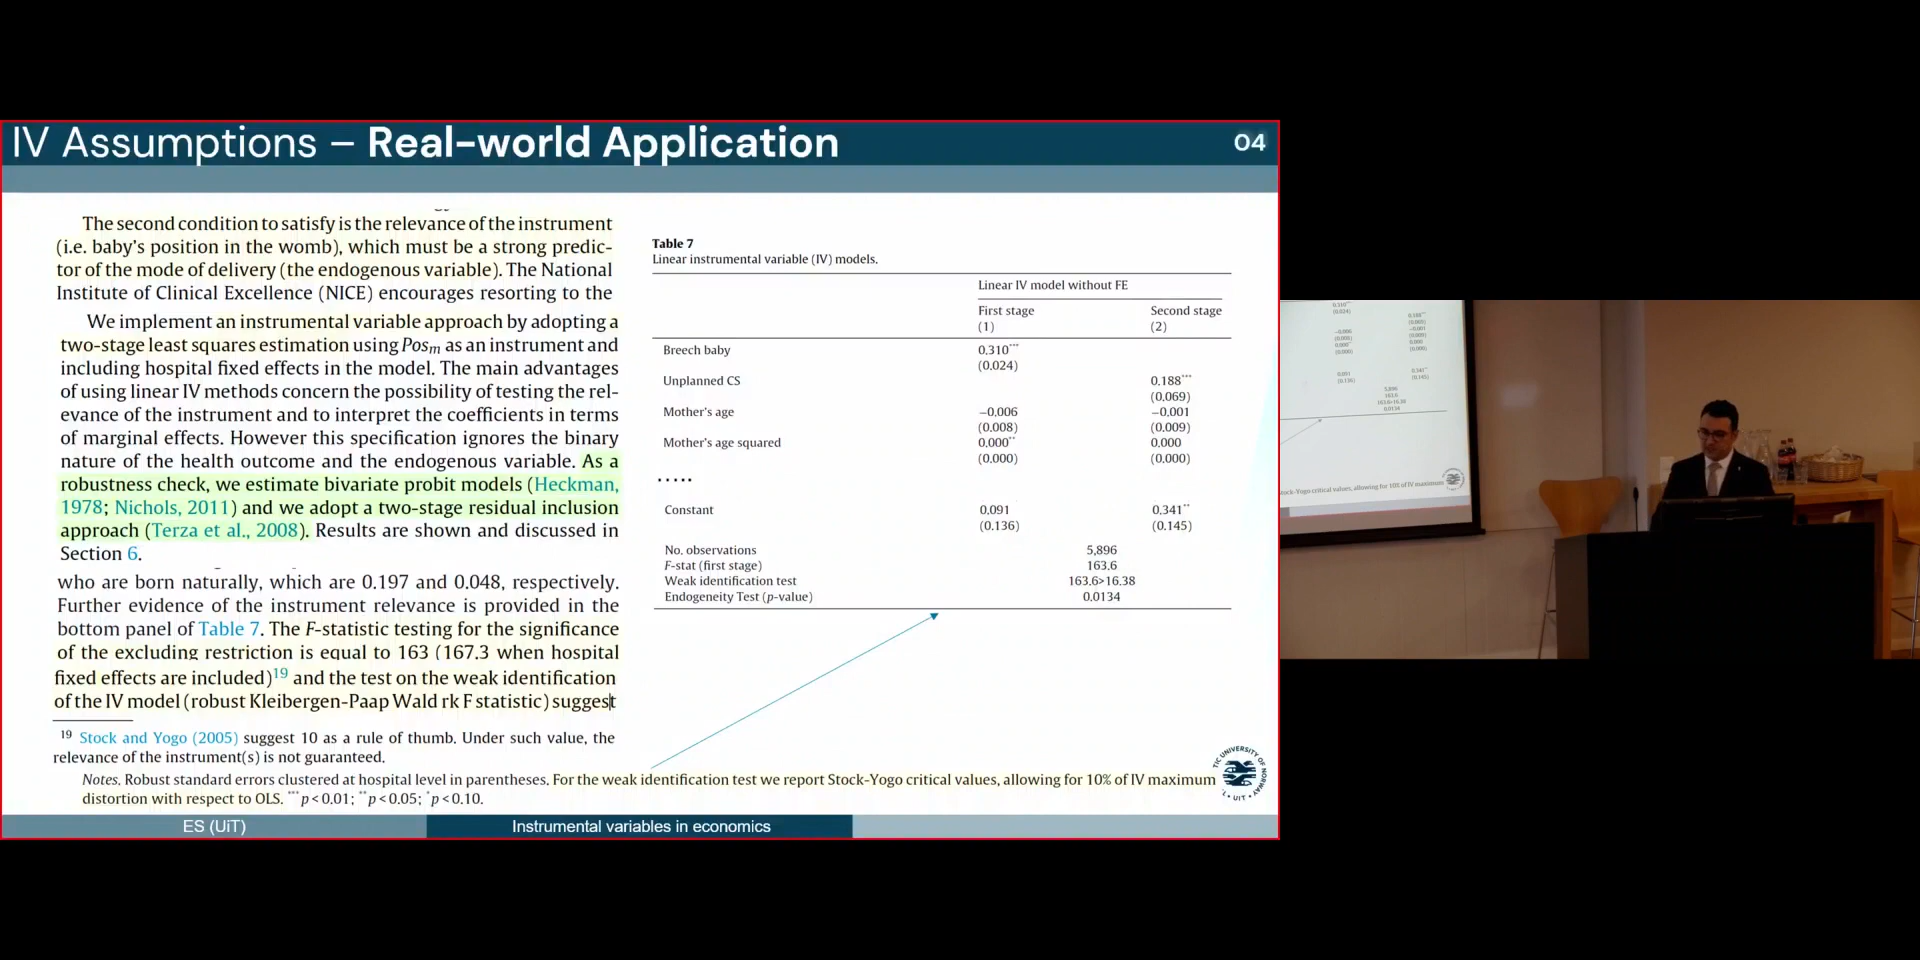 IV Assumptions – Real-world Application
04
The second condition to satisfy is the relevance of the instrument
(i.e. baby's position in the womb), which must be a strong predic-
tor of the mode of delivery (the endogenous variable). The National
Institute of Clinical Excellence (NICE) encourages resorting to the
We implement an instrumental variable approach by adopting a
two-stage least squares estimation using Posm as an instrument and
including hospital fixed effects in the model. The main advantages
of using linear IV methods concern the possibility of testing the rel-
evance of the instrument and to interpret the coefficients in terms
of marginal effects. However this specification ignores the binary
nature of the health outcome and the endogenous variable. As a
robustness check, we estimate bivariate probit models (Heckman,
1978; Nichols, 2011) and we adopt a two-stage residual inclusion
approach (Terza et al., 2008). Results are shown and discussed in
Section 6.
who are born naturally, which are 0.197 and 0.048, respectively.
Further evidence of the instrument relevance is provided in the
bottom panel of Table 7. The F-statistic testing for the significance
of the excluding restriction is equal to 163 (167.3 when hospital
fixed effects are included)19 and the test on the weak identification
of the IV model (robust Kleibergen-Paap Wald rk F statistic) suggest
19 Stock and Yogo (2005) suggest 10 as a rule of thumb. Under such value, the
relevance of the instrument(s) is not guaranteed.
Table 7
Linear instrumental variable (IV) models.
Linear IV model without FE
First stage Second stage
(1) (2)
Breech baby 0.310***
(0.024)
Unplanned CS 0.188***
(0.069)
Mother's age −0.006 −0.001
(0.008) (0.009)
Mother's age squared 0.000** 0.000
(0.000) (0.000)
.....
Constant 0.091 0.341**
(0.136) (0.145)
No. observations 5,896
F-stat (first stage) 163.6
Weak identification test 163.6>16.38
Endogeneity Test (p-value) 0.0134
Notes. Robust standard errors clustered at hospital level in parentheses. For the weak identification test we report Stock-Yogo critical values, allowing for 10% of IV maximum
distortion with respect to OLS. ***p < 0.01; **p < 0.05; *p < 0.10.
ES (UiT)
Instrumental variables in economics